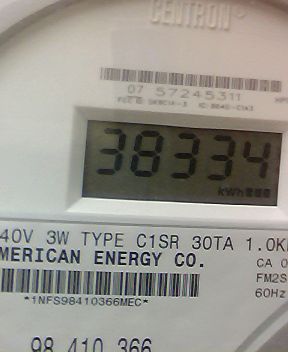 CENTRON®
07 57245311
38334
kWh
40V 3W TYPE C1SR 30TA 1.0K
MERICAN ENERGY CO.
CA 0
FM2S
60Hz
*1NFS98410366MEC*
98 410 366